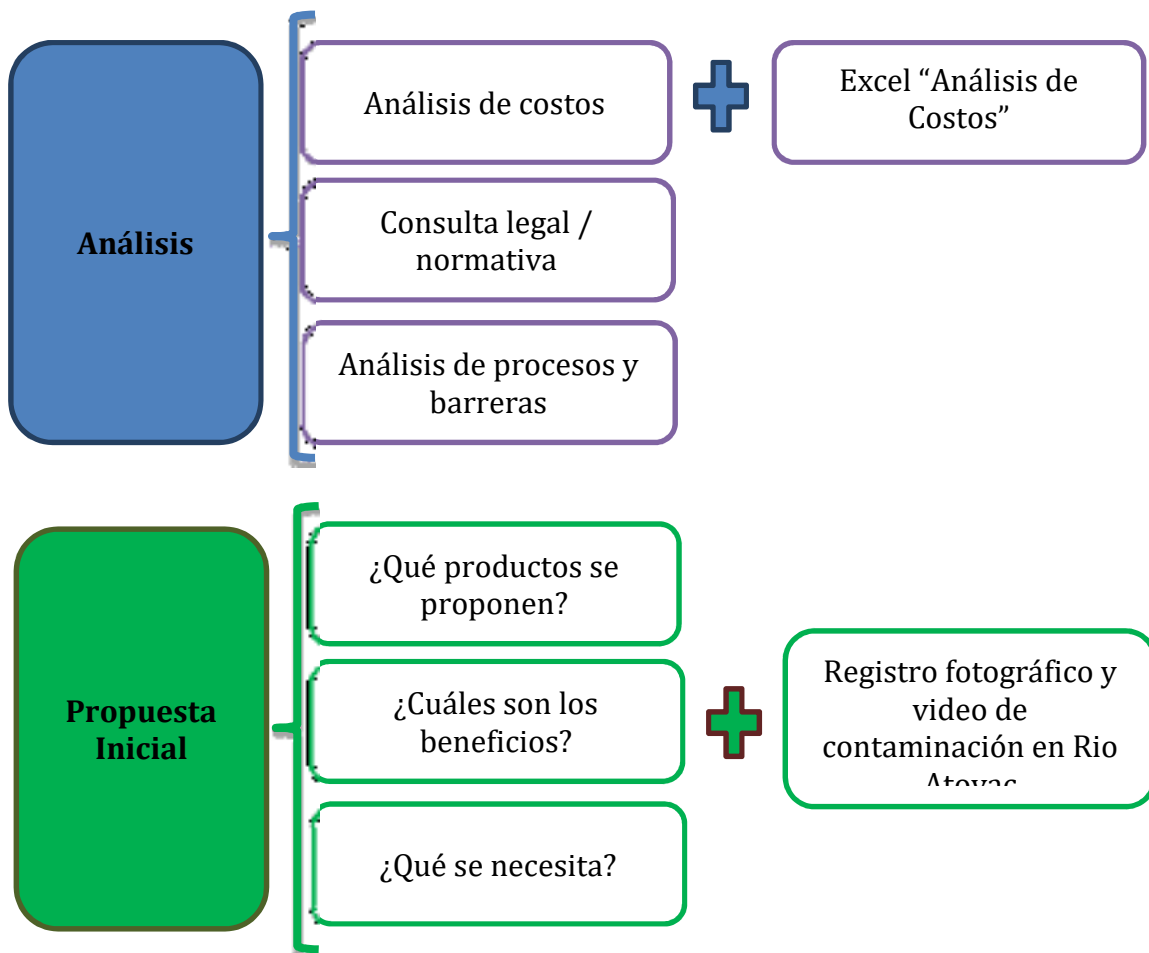 Análisis
Análisis de costos
Excel “Análisis de
Costos”
Consulta legal /
normativa
Análisis de procesos y
barreras
Propuesta
Inicial
¿Qué productos se
proponen?
¿Cuáles son los
beneficios?
Registro fotográfico y
video de
contaminación en Rio
Atoyac
¿Qué se necesita?